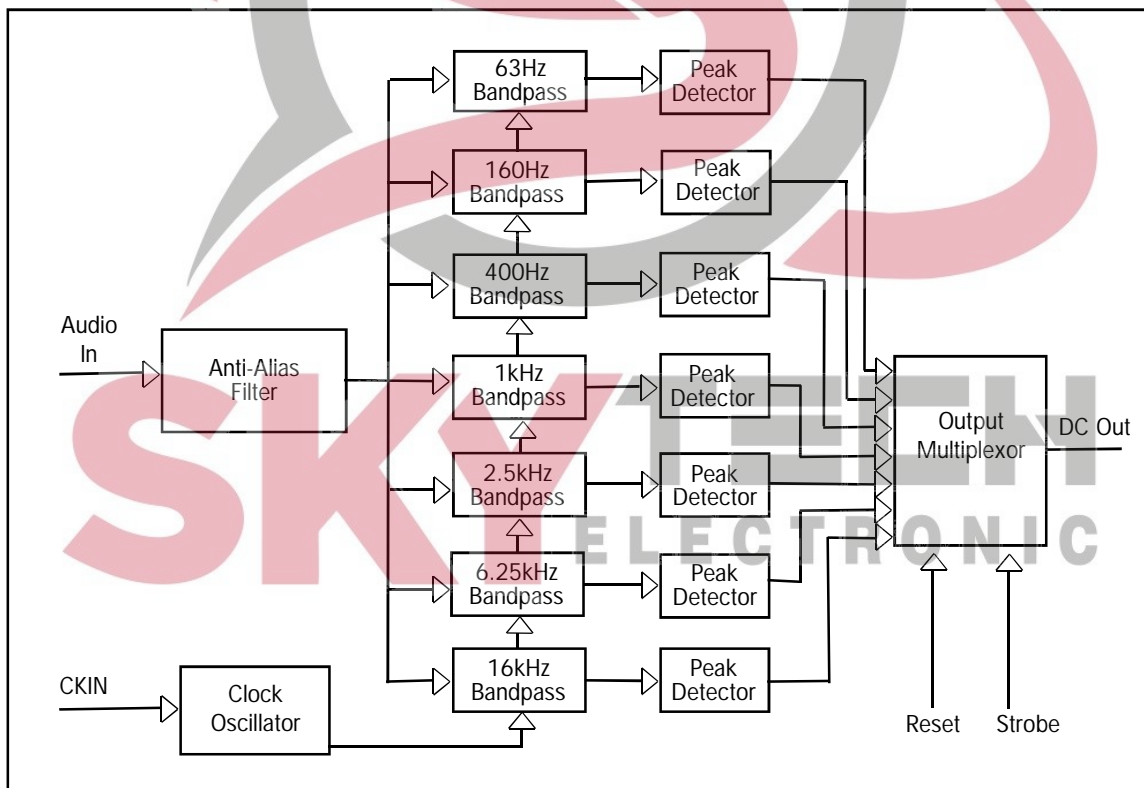 63Hz
Bandpass
Peak
Detector
160Hz
Bandpass
Peak
Detector
400Hz
Bandpass
Peak
Detector
Audio
In
Anti-Alias
Filter
1kHz
Bandpass
Peak
Detector
Output
Multiplexor
DC Out
2.5kHz
Bandpass
Peak
Detector
6.25kHz
Bandpass
Peak
Detector
16kHz
Bandpass
Peak
Detector
CKIN
Clock
Oscillator
Reset
Strobe
SKYTECH
ELECTRONIC